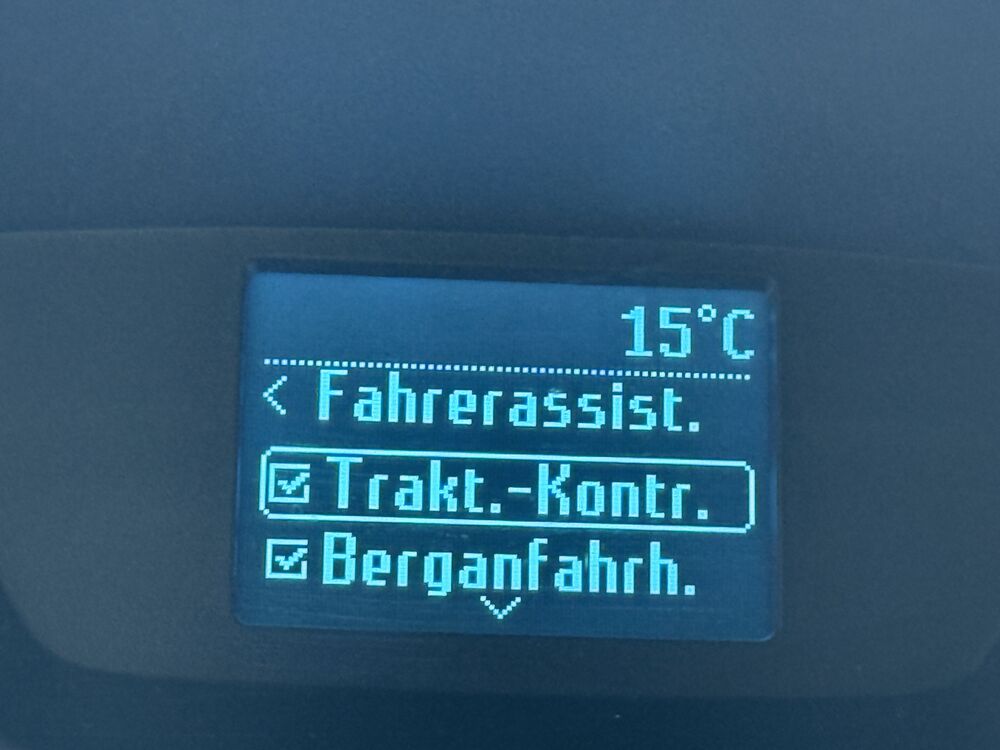 15°C
< Fahrerassist.
Trakt.-Kontr.
Berganfahrh.